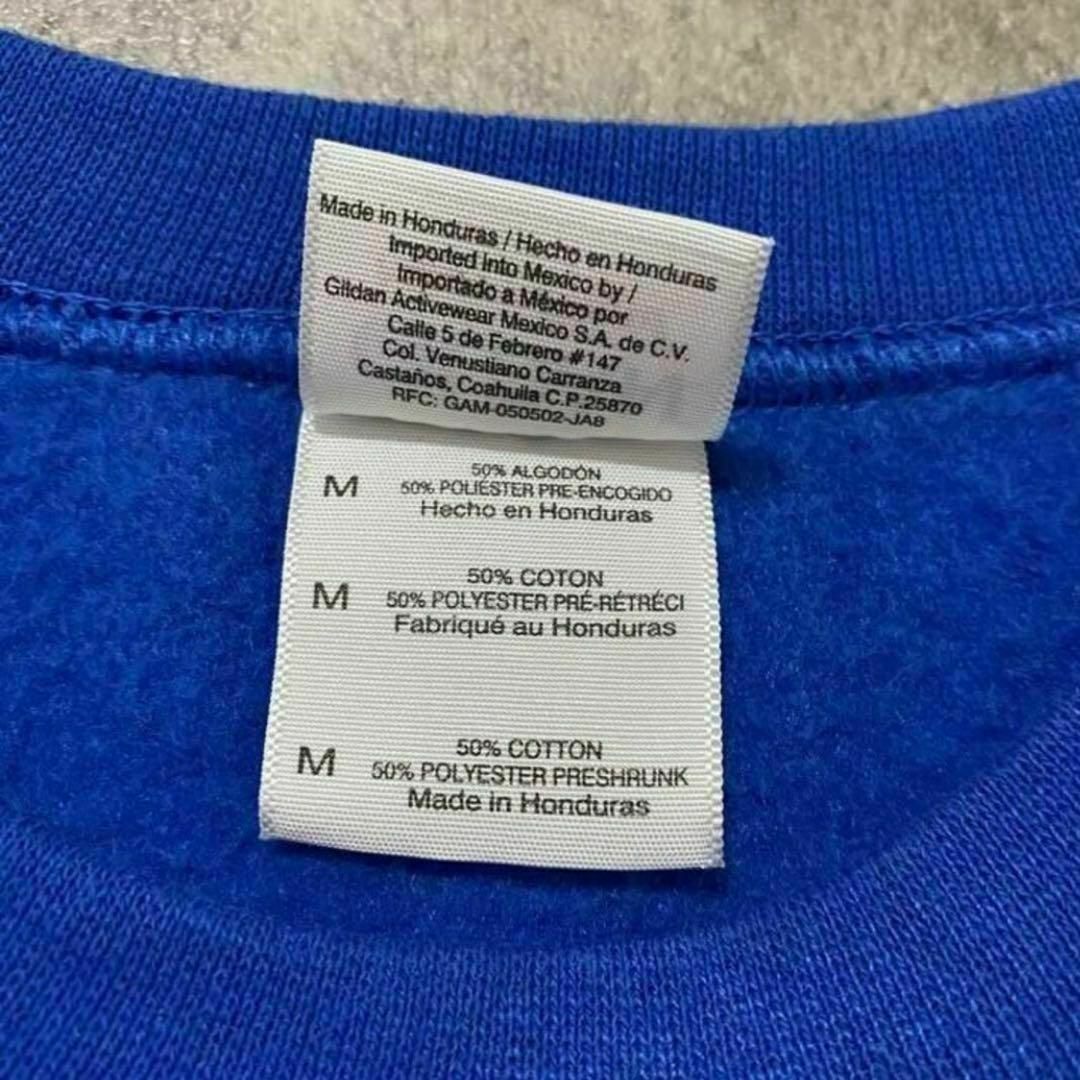 Made in Honduras / Hecho en Honduras
Imported into Mexico by /
Importado a México por
Gildan Activewear Mexico S.A. de C.V.
Calle 5 de Febrero #147
Col. Venustiano Carranza
Castaños, Coahuila C.P.25870
RFC: GAM-050502-JA8
M
50% ALGODÓN
50% POLIÉSTER PRE-ENCOGIDO
Hecho en Honduras
M
50% COTON
50% POLYESTER PRÉ-RÉTRÉCI
Fabriqué au Honduras
M
50% COTTON
50% POLYESTER PRESHRUNK
Made in Honduras